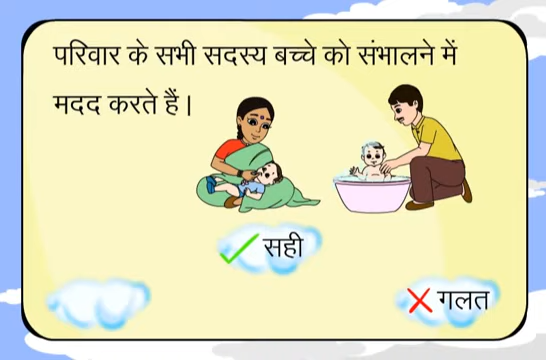 परिवार के सभी सदस्य बच्चे को संभालने में
मदद करते हैं।
सही
गलत